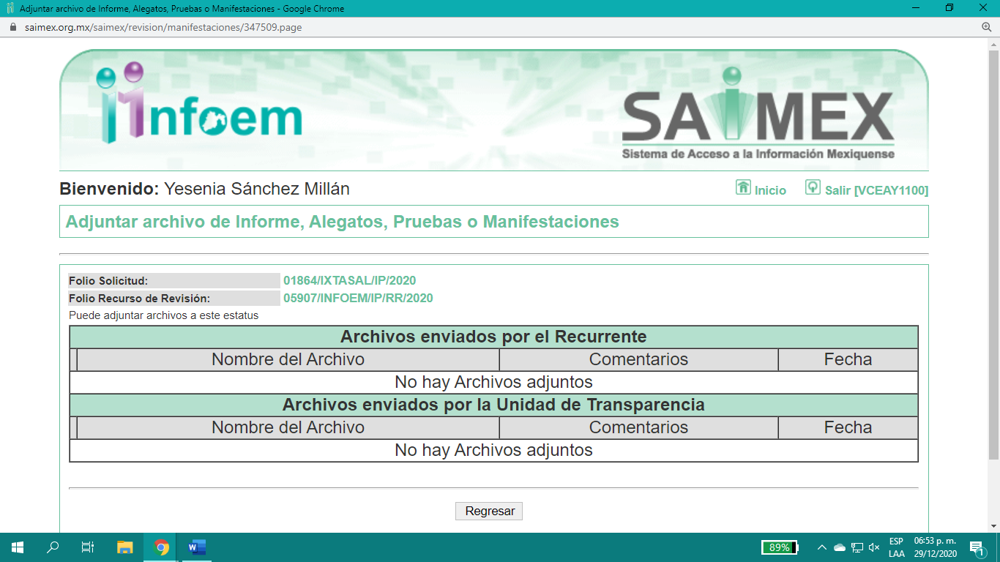 Adjuntar archivo de Informe, Alegatos, Pruebas o Manifestaciones - Google Chrome
saimex.org.mx/saimex/revision/manifestaciones/347509.page
infoem
SAiMEX
Sistema de Acceso a la Información Mexiquense
Bienvenido: Yesenia Sánchez Millán
Inicio
Salir [VCEAY1100]
Adjuntar archivo de Informe, Alegatos, Pruebas o Manifestaciones
Folio Solicitud: 01864/IXTASAL/IP/2020
Folio Recurso de Revisión: 05907/INFOEM/IP/RR/2020
Puede adjuntar archivos a este estatus
Archivos enviados por el Recurrente
Nombre del Archivo Comentarios Fecha
No hay Archivos adjuntos
Archivos enviados por la Unidad de Transparencia
Nombre del Archivo Comentarios Fecha
No hay Archivos adjuntos
Regresar
89%
ESP
LAA
06:53 p. m.
29/12/2020
1